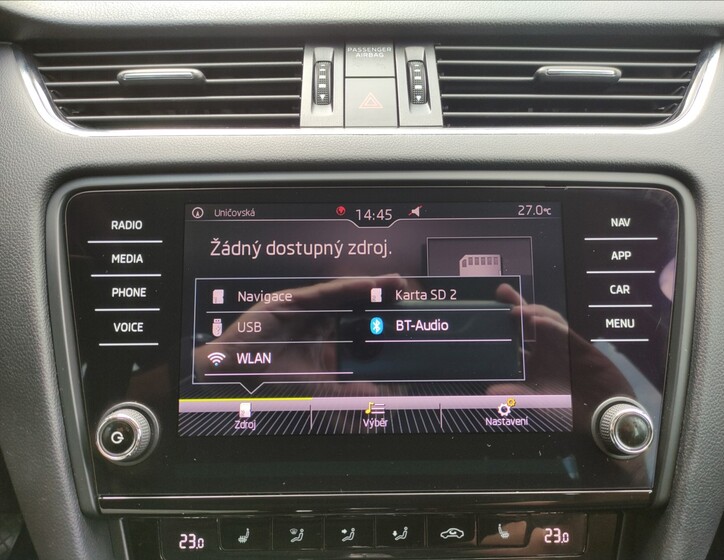 PASSENGER
AIRBAG
Uničovská 14:45 27.0°C
RADIO
MEDIA
PHONE
VOICE
Žádný dostupný zdroj.
Navigace Karta SD 2
USB BT-Audio
WLAN
Zdroj Výběr Nastavení
NAV
APP
CAR
MENU
23.0 23.0